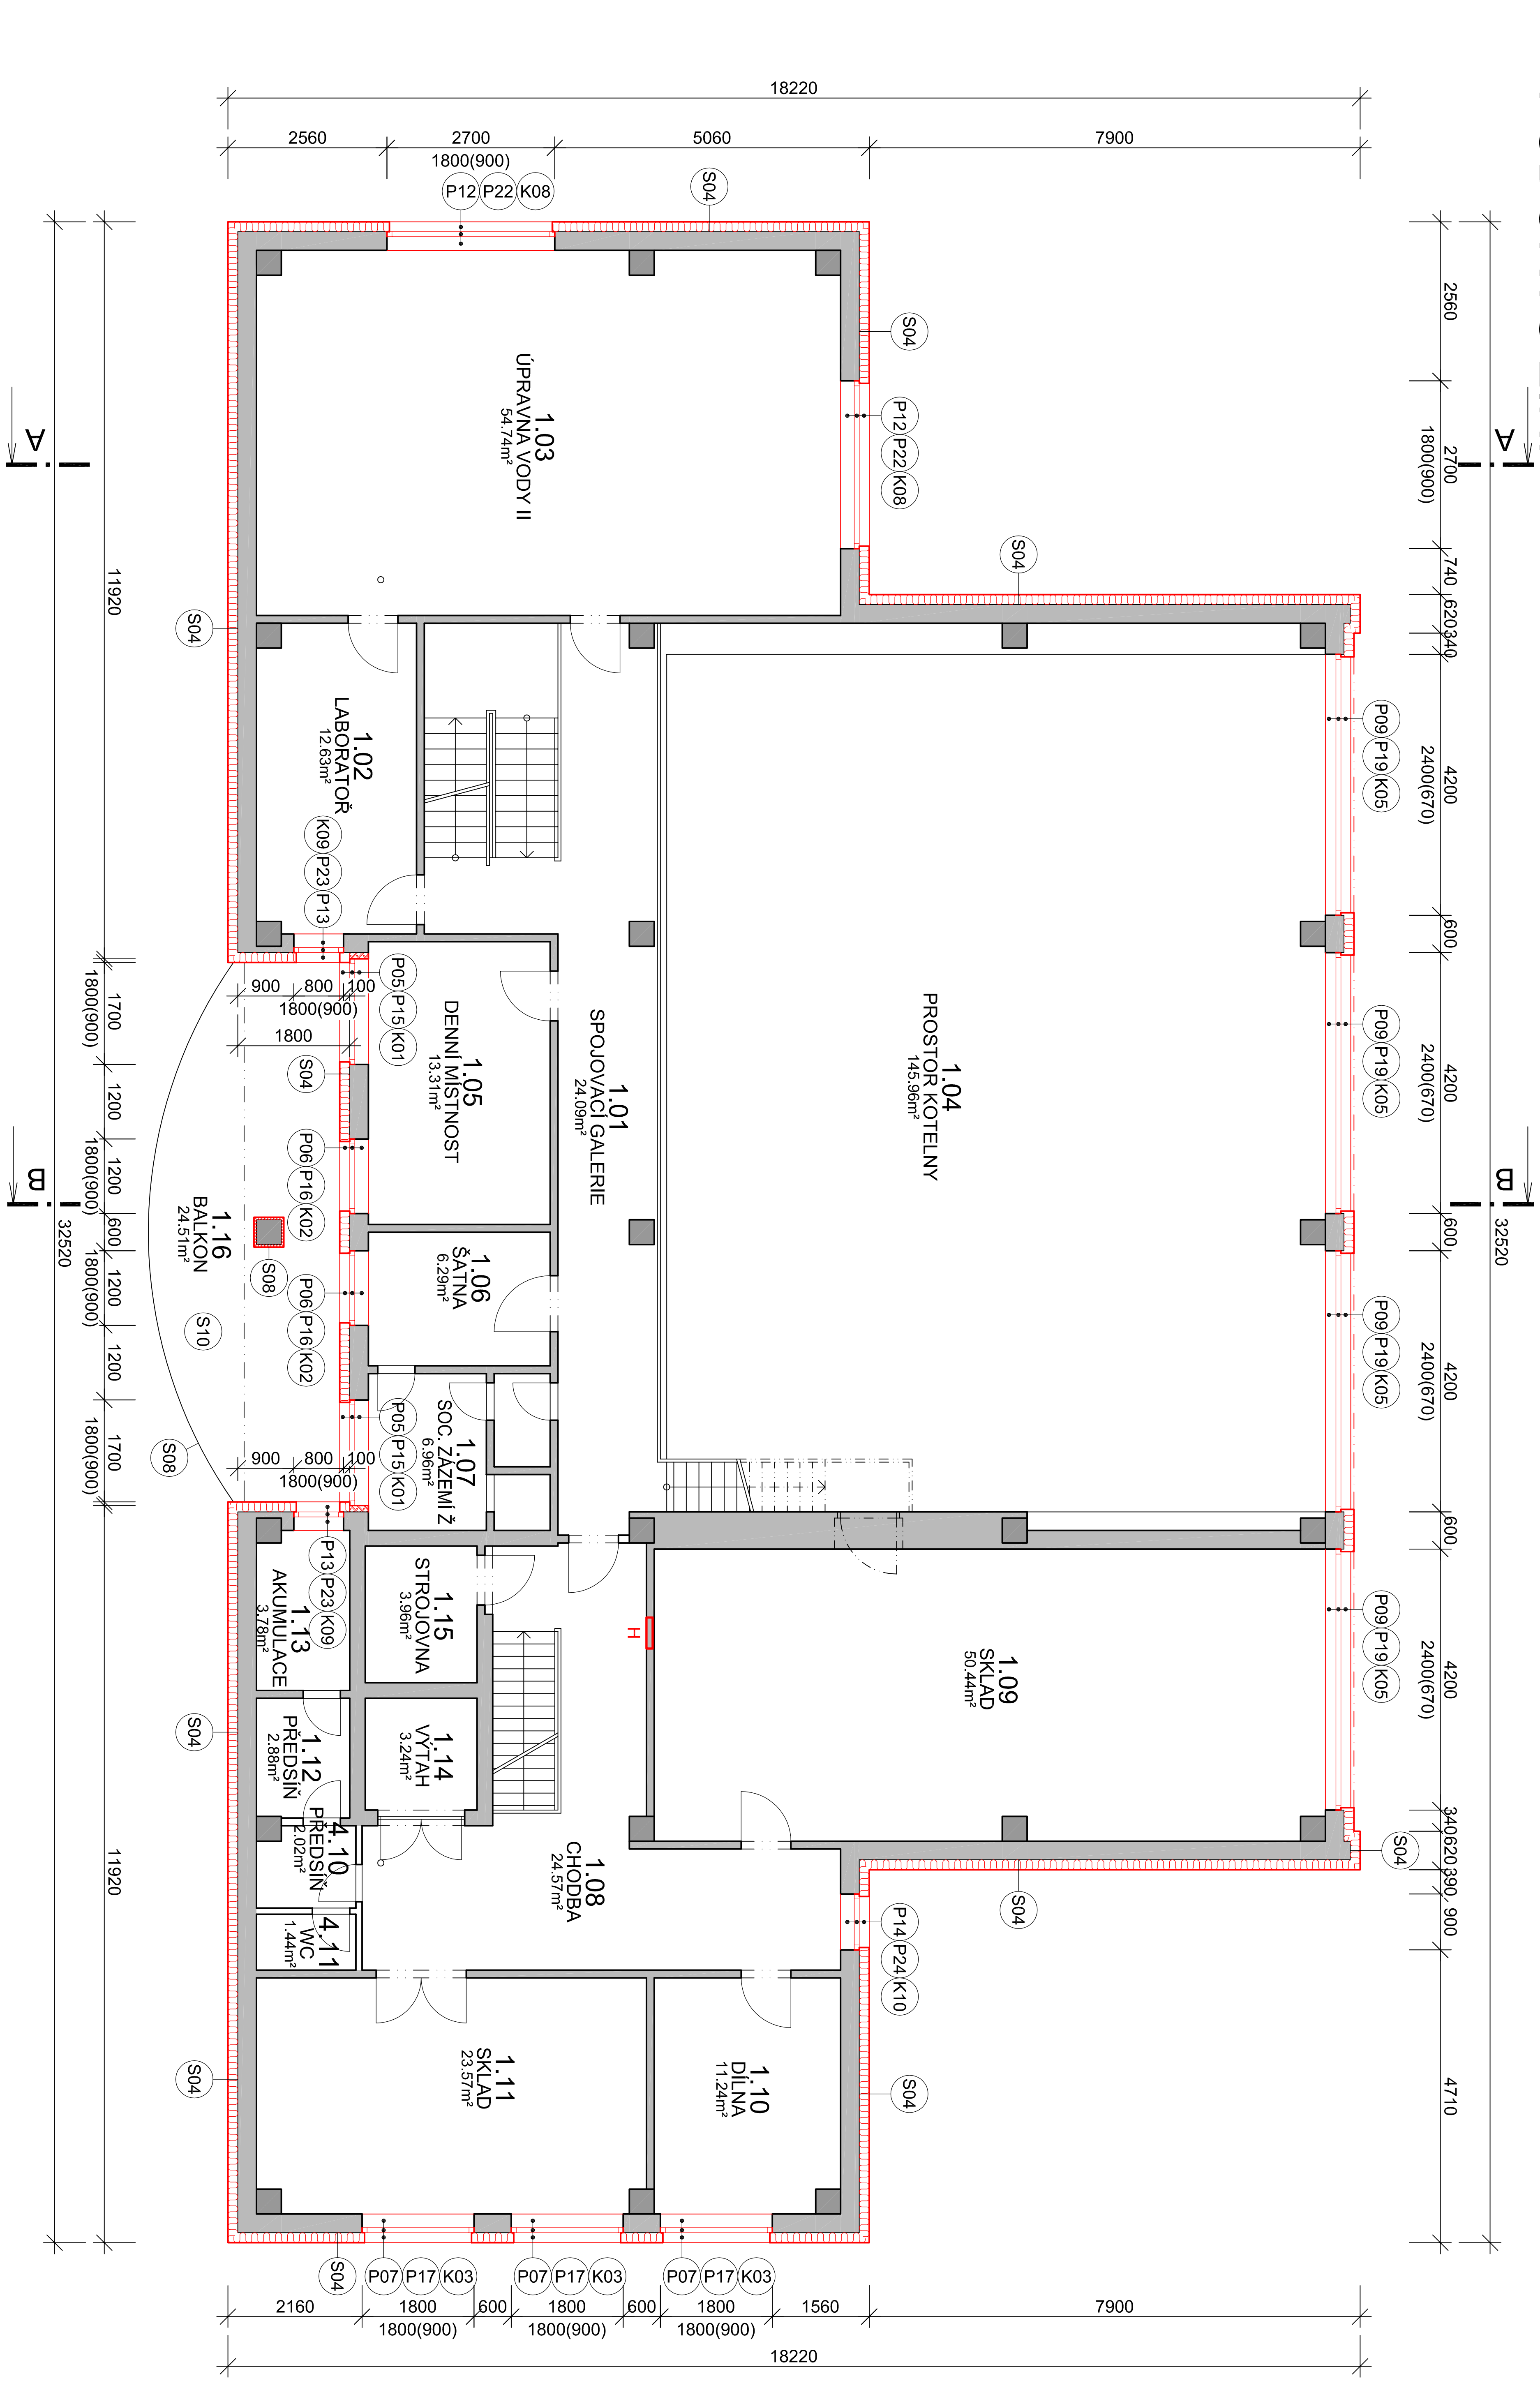 18220
2560
2700
1800(900)
5060
7900
P12 P22 K08
S04
S04
P12 P22 K08
S04
32520
2560
2700
1800(900)
740
620
340
4200
2400(670)
600
4200
2400(670)
600
4200
2400(670)
600
4200
2400(670)
340
620
390
900
4710
A
A
B
B
P09 P19 K05
P09 P19 K05
P09 P19 K05
P09 P19 K05
S04
S04
P14 P24 K10
S04
1.03
ÚPRAVNA VODY II
54.74m²
1.02
LABORATOŘ
12.63m²
K09 P23 P13
1.04
PROSTOR KOTELNY
145.96m²
1.01
SPOJOVACÍ GALERIE
24.09m²
1.05
DENNÍ MÍSTNOST
13.31m²
P05 P15 K01
1.06
ŠATNA
6.29m²
1.07
SOC. ZÁZEMÍ Ž
6.96m²
P05 P15 K01
S04
P06 P16 K02
P06 P16 K02
S08
1.16
BALKON
24.51m²
S10
S08
900
800
100
1800(900)
1800
900
800
100
1800(900)
P13 P23 K09
1.13
AKUMULACE
3.78m²
1.15
STROJOVNA
3.96m²
1.14
VÝTAH
3.24m²
1.12
PŘEDSÍŇ
2.88m²
4.10
PŘEDSÍŇ
2.02m²
4.11
WC
1.44m²
1.08
CHODBA
24.57m²
H
1.09
SKLAD
50.44m²
1.11
SKLAD
23.57m²
1.10
DÍLNA
11.24m²
S04
S04
S04
S04
11920
1700
1800(900)
1200
1200
1800(900)
600
1200
1800(900)
1200
1700
1800(900)
11920
32520
P07 P17 K03
P07 P17 K03
P07 P17 K03
2160
1800
1800(900)
600
1800
1800(900)
600
1800
1800(900)
1560
7900
18220